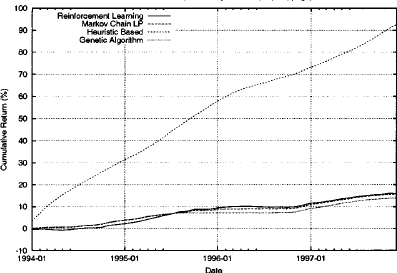 100
90
80
70
60
50
40
30
20
10
0
-10
Cumulative Return (%)
Reinforcement Learning
Markov Chain LP
Heuristic Based
Genetic Algorithm
1994-01
1995-01
1996-01
1997-01
Date